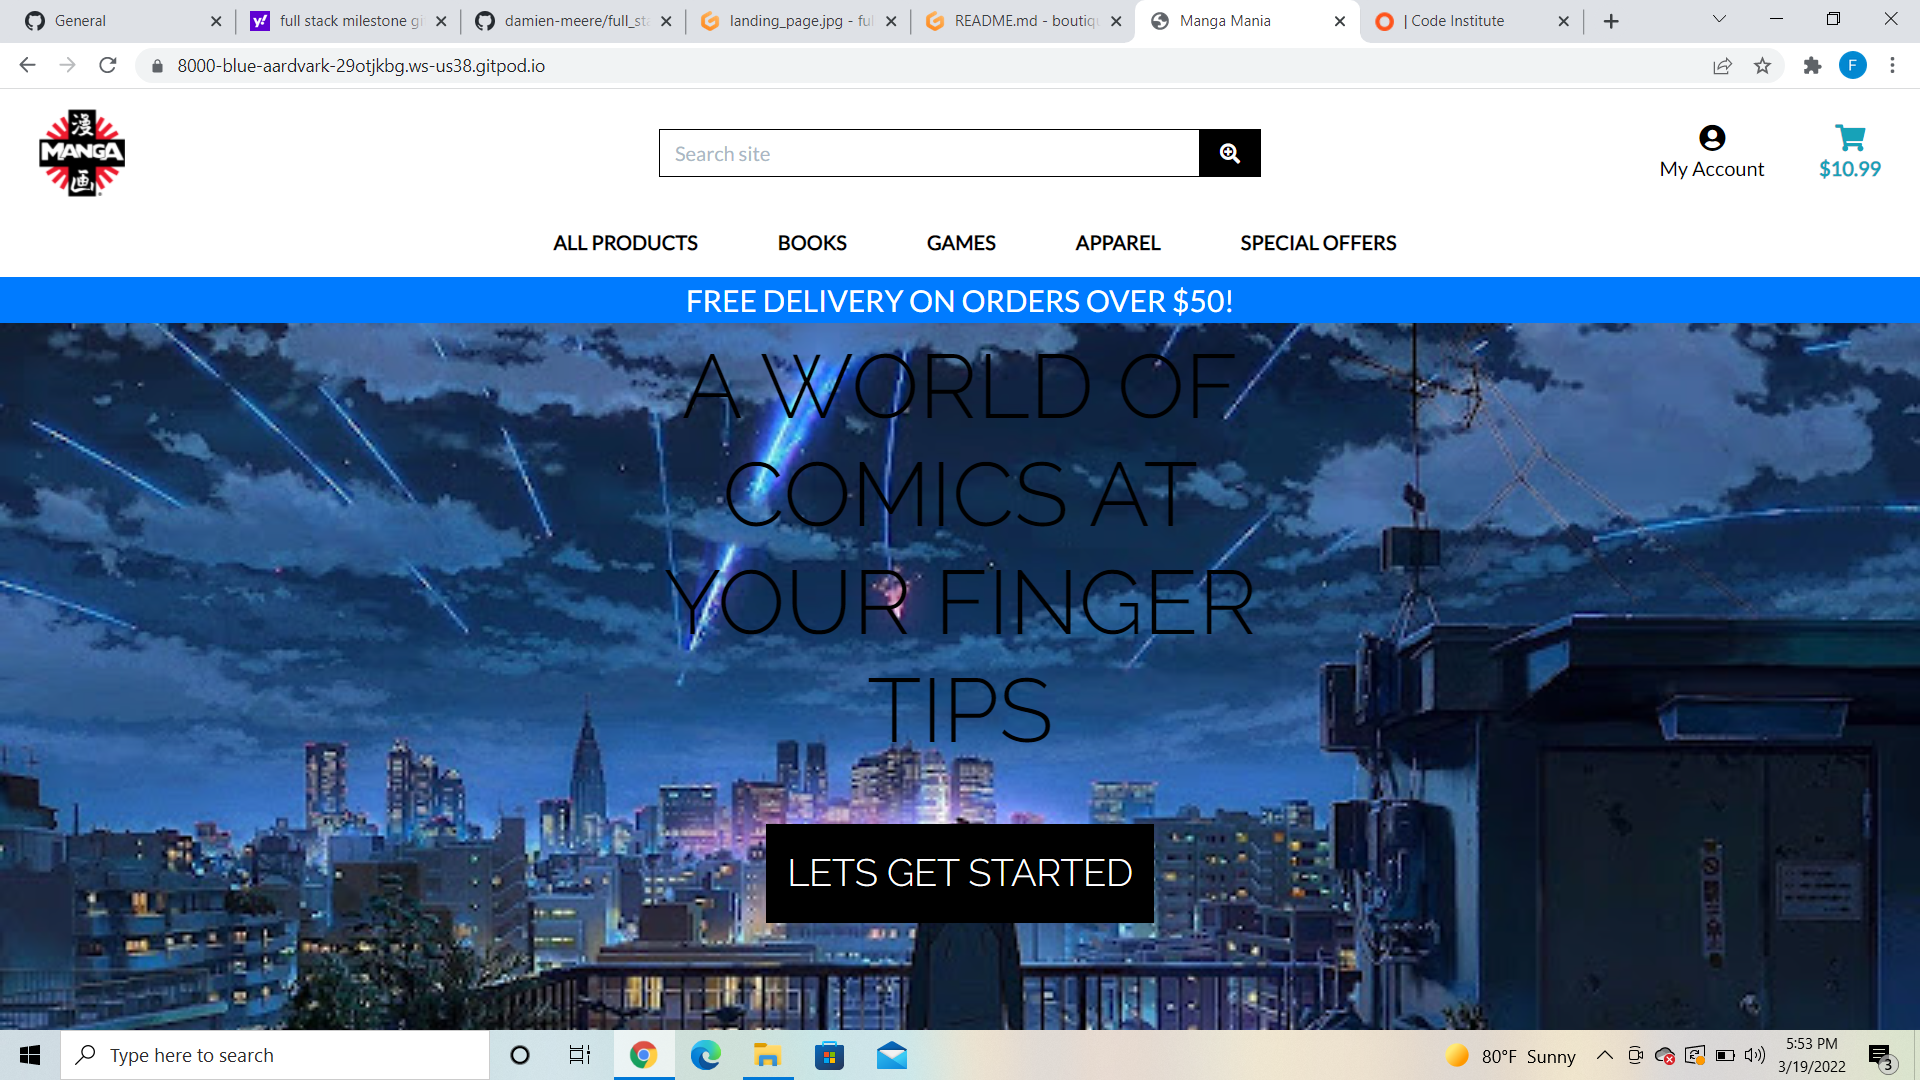 General
full stack milestone gi
damien-meere/full_sta
landing_page.jpg - ful
README.md - boutiqu
Manga Mania
| Code Institute
8000-blue-aardvark-29otjkbg.ws-us38.gitpod.io
F
漫
MANGA
画
Search site
My Account
$10.99
ALL PRODUCTS
BOOKS
GAMES
APPAREL
SPECIAL OFFERS
FREE DELIVERY ON ORDERS OVER $50!
A WORLD OF
COMICS AT
YOUR FINGER
TIPS
LETS GET STARTED
Type here to search
80°F Sunny
5:53 PM
3/19/2022
3